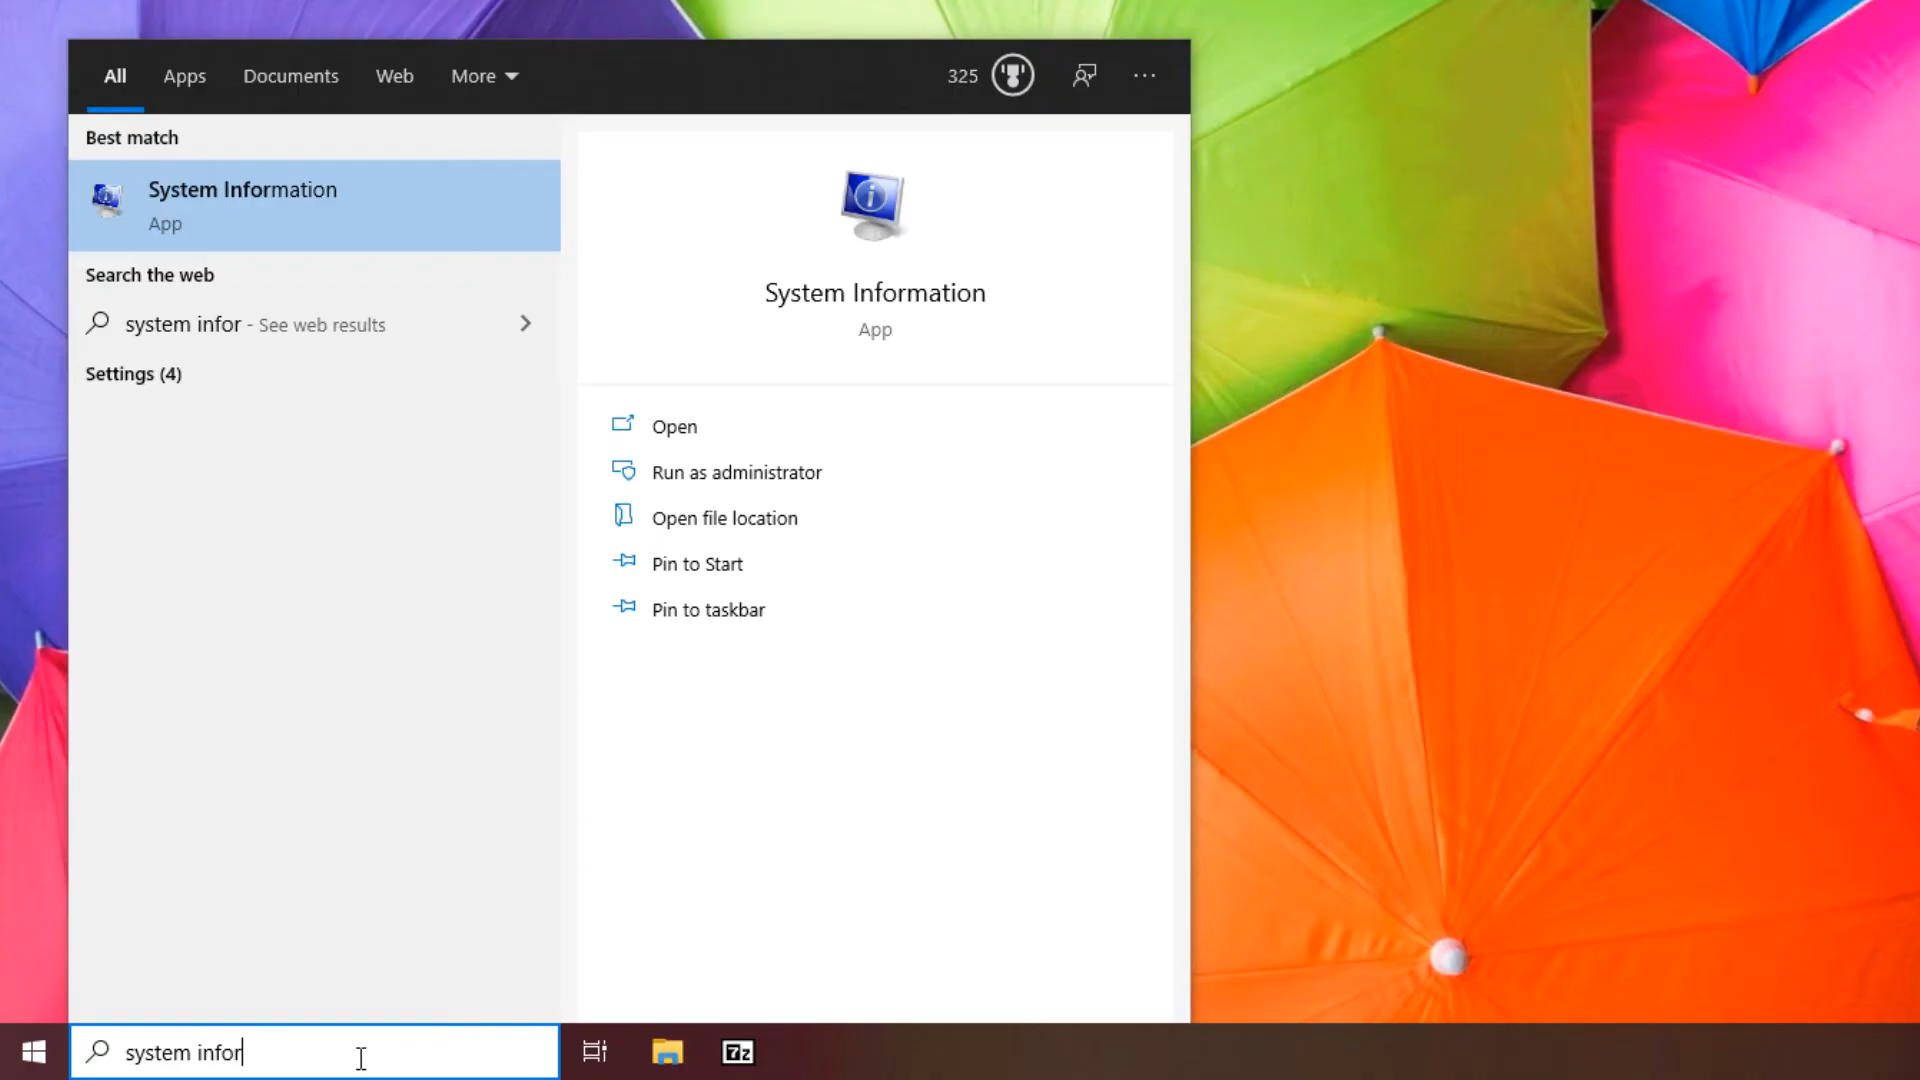 All Apps Documents Web More 325
Best match
System Information
App
Search the web
system infor - See web results
Settings (4)
System Information
App
Open
Run as administrator
Open file location
Pin to Start
Pin to taskbar
system infor
7z